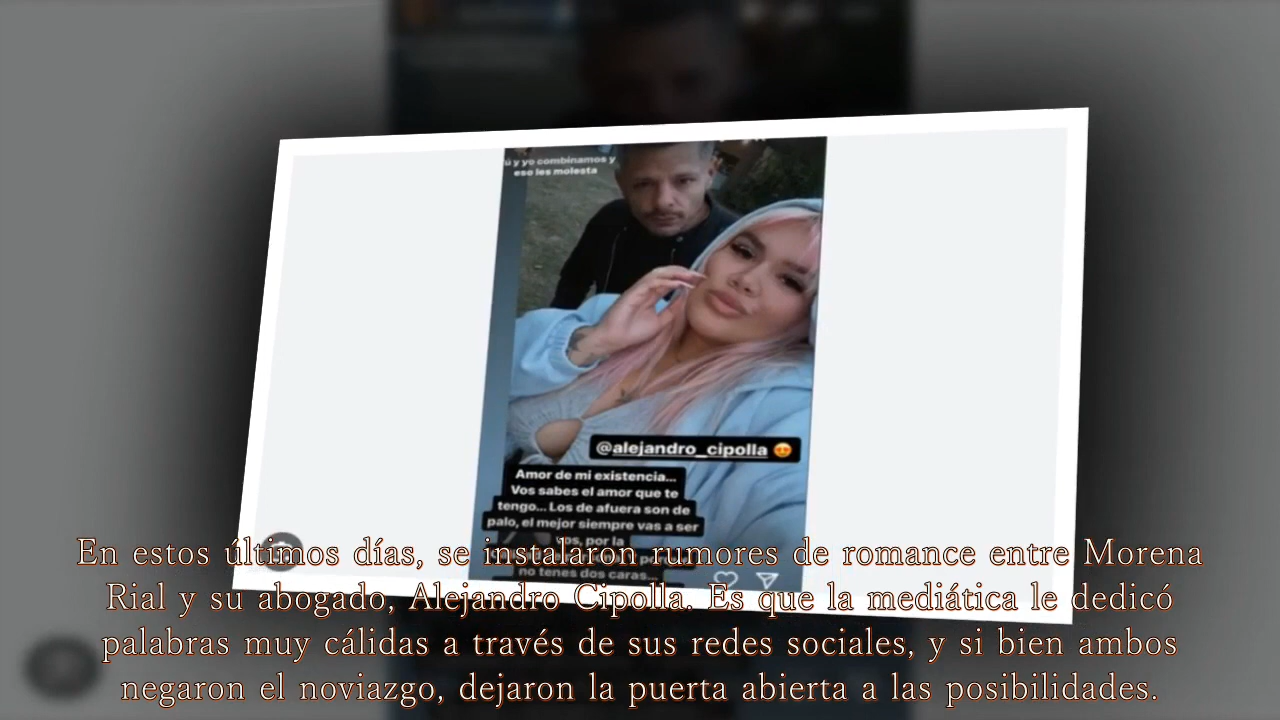 ú y yo combinamos y
eso les molesta
@alejandro_cipolla 😍
Amor de mi existencia...
Vos sabes el amor que te
tengo... Los de afuera son de
palo, el mejor siempre vas a ser
vos, por la
no tenes dos caras...
En estos últimos días, se instalaron rumores de romance entre Morena
Rial y su abogado, Alejandro Cipolla. Es que la mediática le dedicó
palabras muy cálidas a través de sus redes sociales, y si bien ambos
negaron el noviazgo, dejaron la puerta abierta a las posibilidades.